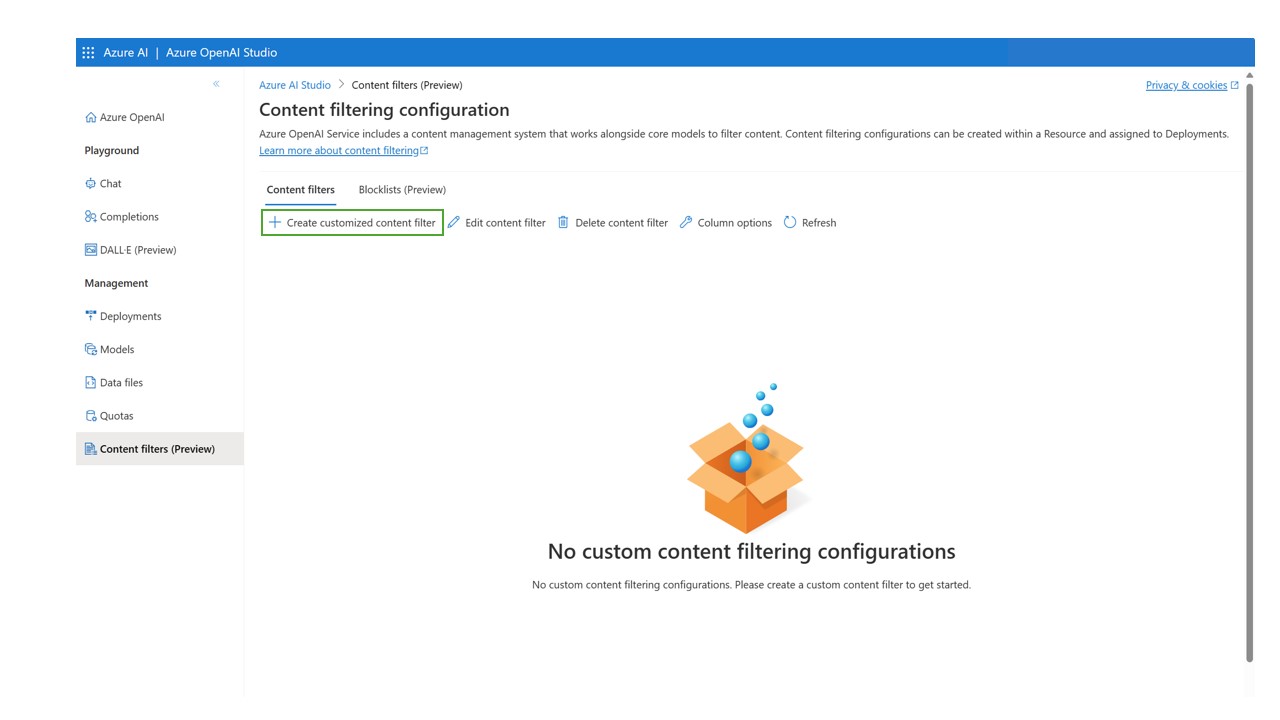 Azure AI | Azure OpenAI Studio
Azure AI Studio > Content filters (Preview)
Privacy & cookies
Content filtering configuration
Azure OpenAI Service includes a content management system that works alongside core models to filter content. Content filtering configurations can be created within a Resource and assigned to Deployments.
Learn more about content filtering
Azure OpenAI
Playground
Chat
Completions
DALL·E (Preview)
Management
Deployments
Models
Data files
Quotas
Content filters (Preview)
Content filters Blocklists (Preview)
Create customized content filter Edit content filter Delete content filter Column options Refresh
No custom content filtering configurations
No custom content filtering configurations. Please create a custom content filter to get started.